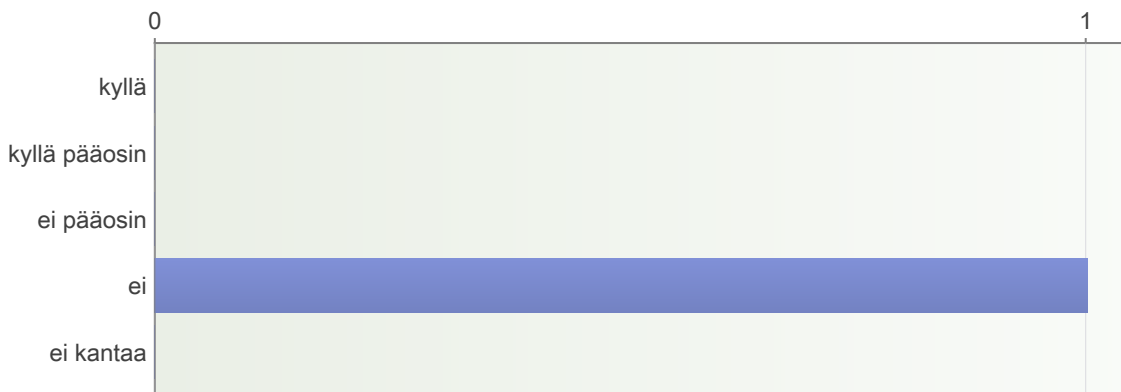 0 1
kyllä
kyllä pääosin
ei pääosin
ei
ei kantaa